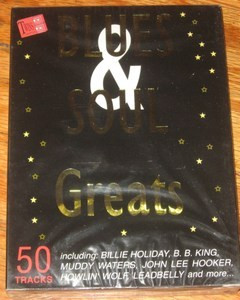 BLUES
&
SOUL
Greats
50
TRACKS
including: BILLIE HOLIDAY, B. B. KING,
MUDDY WATERS, JOHN LEE HOOKER,
HOWLIN' WOLF, LEADBELLY and more...